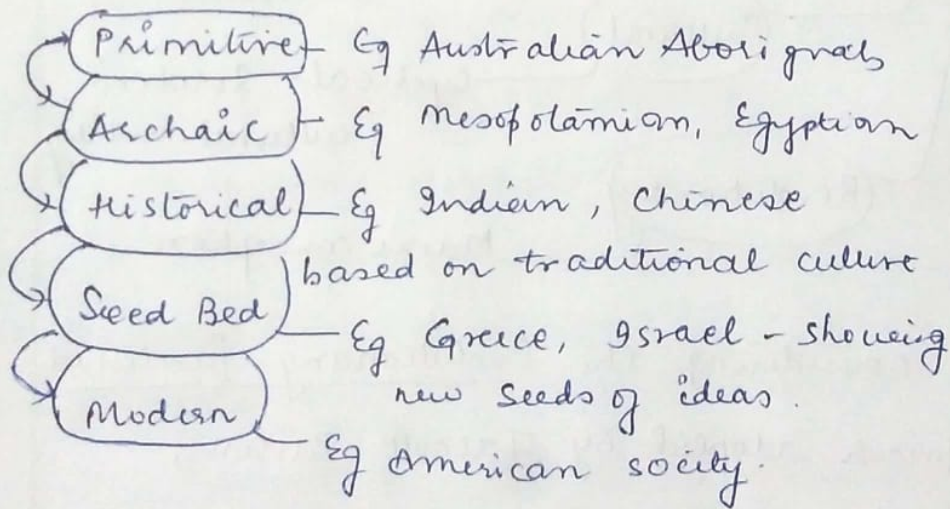 Primitive - Eg Australian Aborignals
Archaic - Eg Mesopotamian, Egyptian
Historical - Eg Indian, Chinese
based on traditional culture
Seed Bed
- Eg Greece, Israel - showing
new seeds of ideas.
Modern
- Eg American socity.